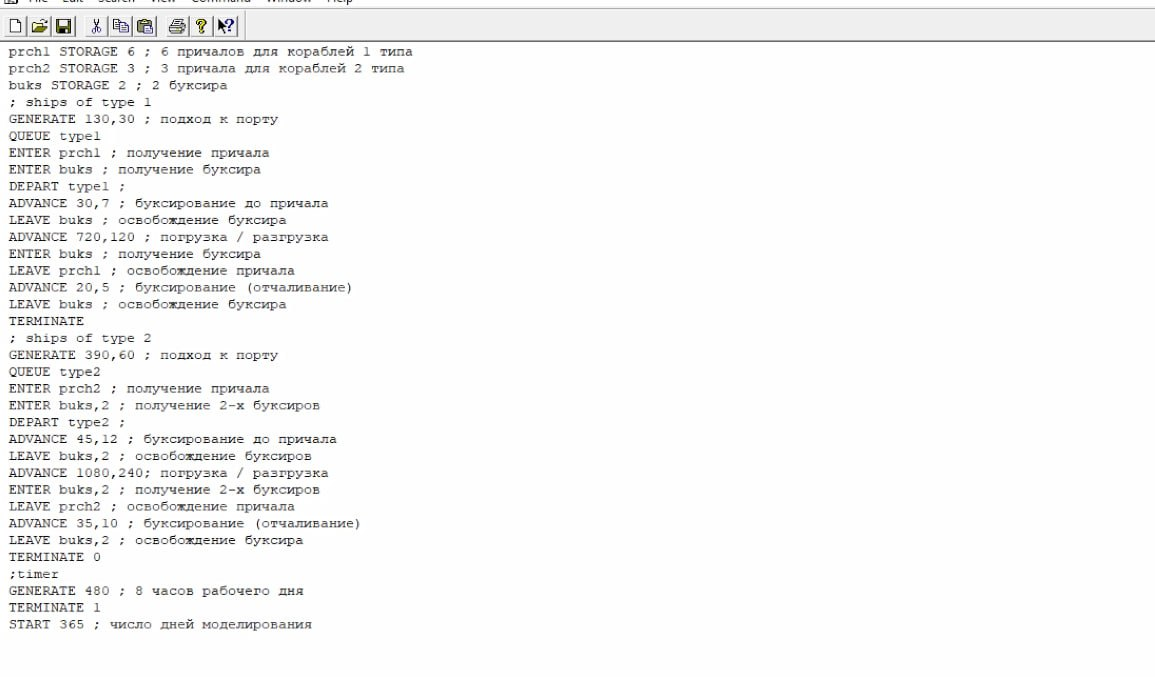 File Edit Search View Command Window Help
prch1 STORAGE 6 ; 6 причалов для кораблей 1 типа
prch2 STORAGE 3 ; 3 причала для кораблей 2 типа
buks STORAGE 2 ; 2 буксира
; ships of type 1
GENERATE 130,30 ; подход к порту
QUEUE type1
ENTER prch1 ; получение причала
ENTER buks ; получение буксира
DEPART type1 ;
ADVANCE 30,7 ; буксирование до причала
LEAVE buks ; освобождение буксира
ADVANCE 720,120 ; погрузка / разгрузка
ENTER buks ; получение буксира
LEAVE prch1 ; освобождение причала
ADVANCE 20,5 ; буксирование (отчаливание)
LEAVE buks ; освобождение буксира
TERMINATE
; ships of type 2
GENERATE 390,60 ; подход к порту
QUEUE type2
ENTER prch2 ; получение причала
ENTER buks,2 ; получение 2-х буксиров
DEPART type2 ;
ADVANCE 45,12 ; буксирование до причала
LEAVE buks,2 ; освобождение буксиров
ADVANCE 1080,240; погрузка / разгрузка
ENTER buks,2 ; получение 2-х буксиров
LEAVE prch2 ; освобождение причала
ADVANCE 35,10 ; буксирование (отчаливание)
LEAVE buks,2 ; освобождение буксира
TERMINATE 0
;timer
GENERATE 480 ; 8 часов рабочего дня
TERMINATE 1
START 365 ; число дней моделирования